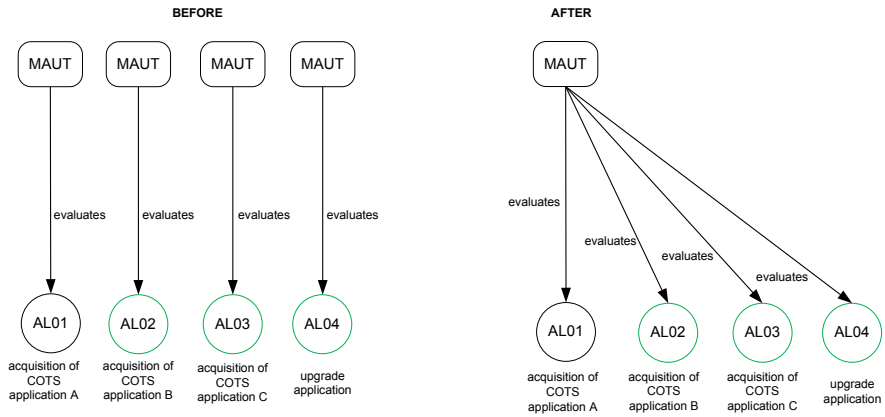 BEFORE
AFTER
MAUT
MAUT
MAUT
MAUT
MAUT
evaluates
evaluates
evaluates
evaluates
evaluates
evaluates
evaluates
evaluates
AL01
AL02
AL03
AL04
AL01
AL02
AL03
AL04
acquisition of
COTS
application A
acquisition of
COTS
application B
acquisition of
COTS
application C
upgrade
application
acquisition of
COTS
application A
acquisition of
COTS
application B
acquisition of
COTS
application C
upgrade
application